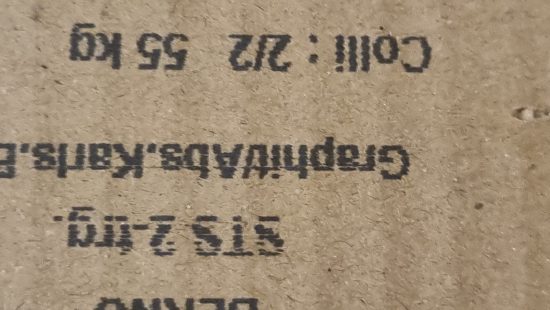 STS 2-trg.
Graphit/Abs.Karls.E
Colli : 2/2 55 kg